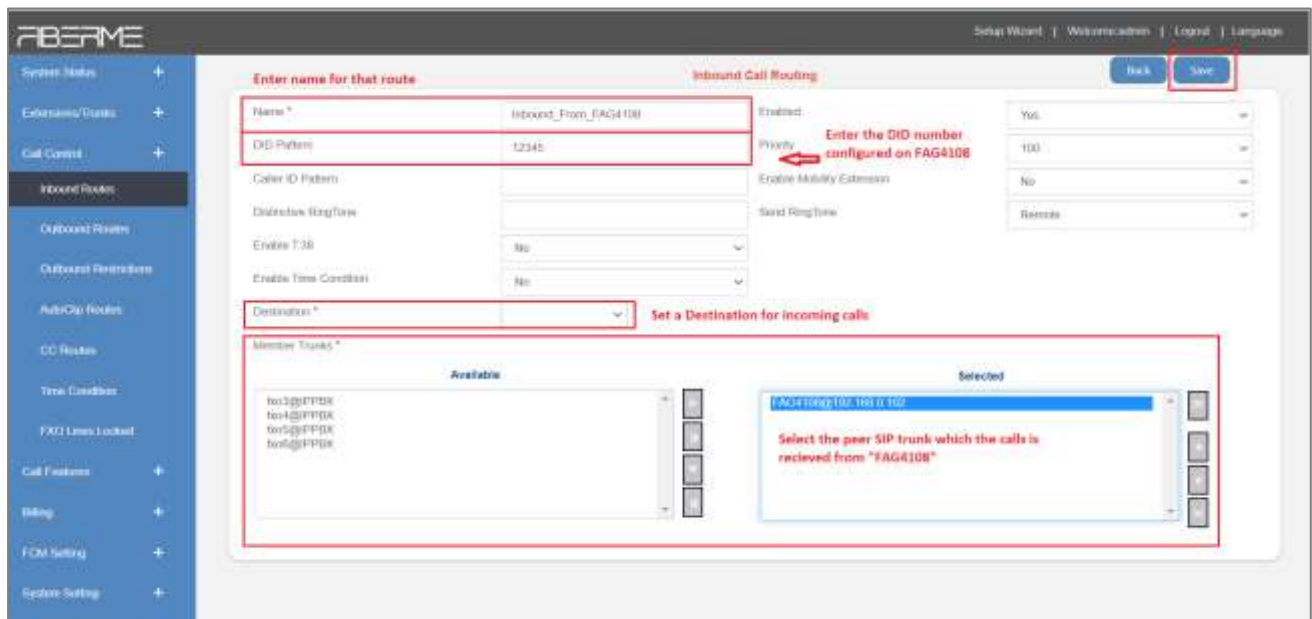 FIBERME
Setup Wizard | Welcome:admin | Logout | Language
System Status +
Extensions/Trunks +
Call Control +
Inbound Routes
Outbound Routes
Outbound Restrictions
AutoClip Routes
CC Routes
Time Condition
FXO Lines Locked
Call Features +
Billing +
FCM Setting +
System Setting +
Enter name for that route
Inbound Call Routing
Back
Save
Name * Inbound_From_FAG4108
Enabled Yes
DID Pattern 12345
Priority 100
Enter the DID number
configured on FAG4108
Caller ID Pattern
Enable Mobility Extension No
Distinctive RingTone
Send RingTone Remote
Enable T.38 No
Enable Time Condition No
Destination *
Set a Destination for incoming calls
Member Trunks *
Available
fxo3@IPPBX
fxo4@IPPBX
fxo5@IPPBX
fxo6@IPPBX
Selected
FAG4108@192.168.0.102
Select the peer SIP trunk which the calls is
recieved from "FAG4108"